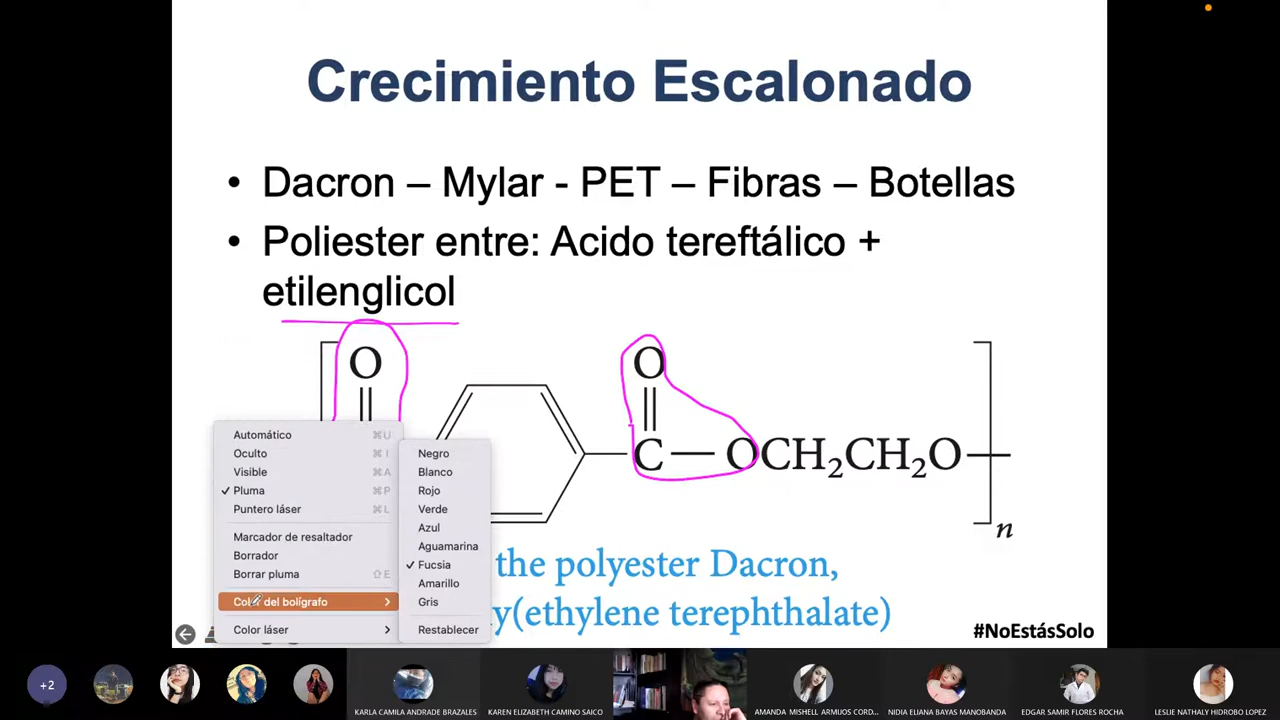 Crecimiento Escalonado
• Dacron – Mylar - PET – Fibras – Botellas
• Poliester entre: Acido tereftálico +
etilenglicol
O
O
C — OCH2CH2O
n
the polyester Dacron,
y(ethylene terephthalate)
#NoEstásSolo
Automático ⌘U
Oculto ⌘I
Visible ⌘A
✓ Pluma ⌘P
Puntero láser ⌘L
Marcador de resaltador
Borrador
Borrar pluma ⇧E
Color del bolígrafo
Color láser
Negro
Blanco
Rojo
Verde
Azul
Aguamarina
✓ Fucsia
Amarillo
Gris
Restablecer
+2
KARLA CAMILA ANDRADE BRAZALES
KAREN ELIZABETH CAMINO SAICO
AMANDA MISHELL ARMIJOS CORD...
NIDIA ELIANA BAYAS MANOBANDA
EDGAR SAMIR FLORES ROCHA
LESLIE NATHALY HIDROBO LOPEZ